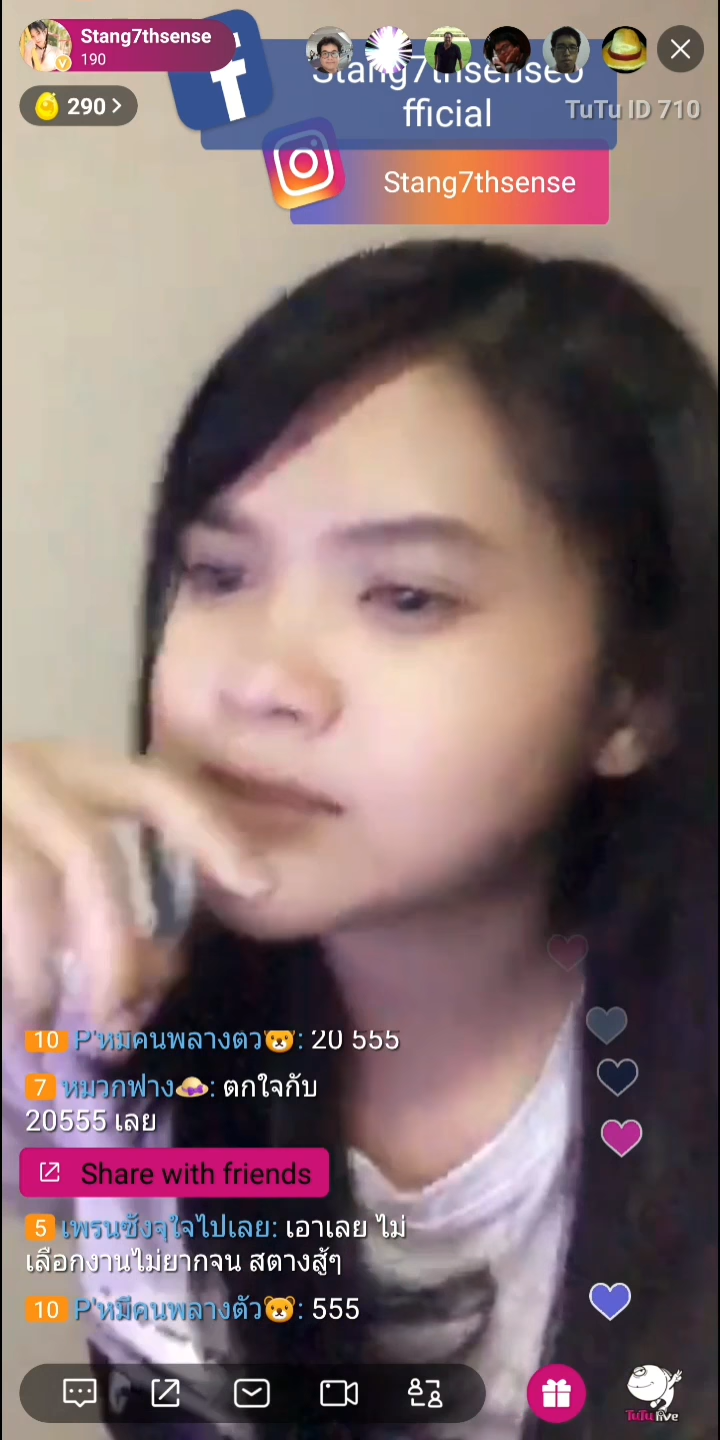 Stang7thsense
190
290
Stang7thsenseo
fficial
TuTu ID 710
Stang7thsense
10 P'หมีคนพลางตัว🐻: 20 555
7 หมวกฟาง👒: ตกใจกับ
20555 เลย
Share with friends
5 เพรนซังจุใจไปเลย: เอาเลย ไม่
เลือกงานไม่ยากจน สตางสู้ๆ
10 P'หมีคนพลางตัว🐻: 555
TuTu live